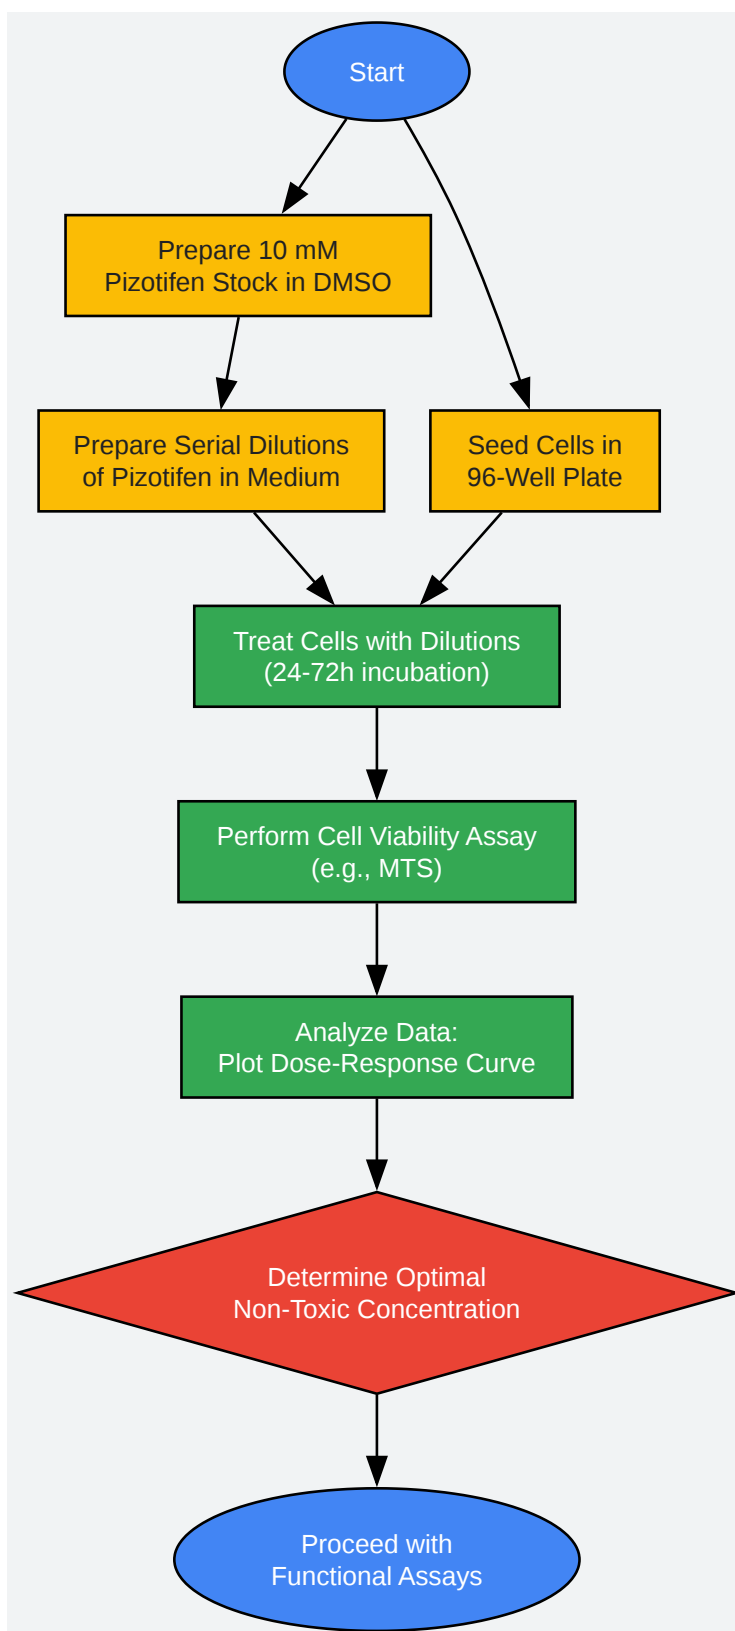 Start
Prepare 10 mM
Pizotifen Stock in DMSO
Prepare Serial Dilutions
of Pizotifen in Medium
Seed Cells in
96-Well Plate
Treat Cells with Dilutions
(24-72h incubation)
Perform Cell Viability Assay
(e.g., MTS)
Analyze Data:
Plot Dose-Response Curve
Determine Optimal
Non-Toxic Concentration
Proceed with
Functional Assays